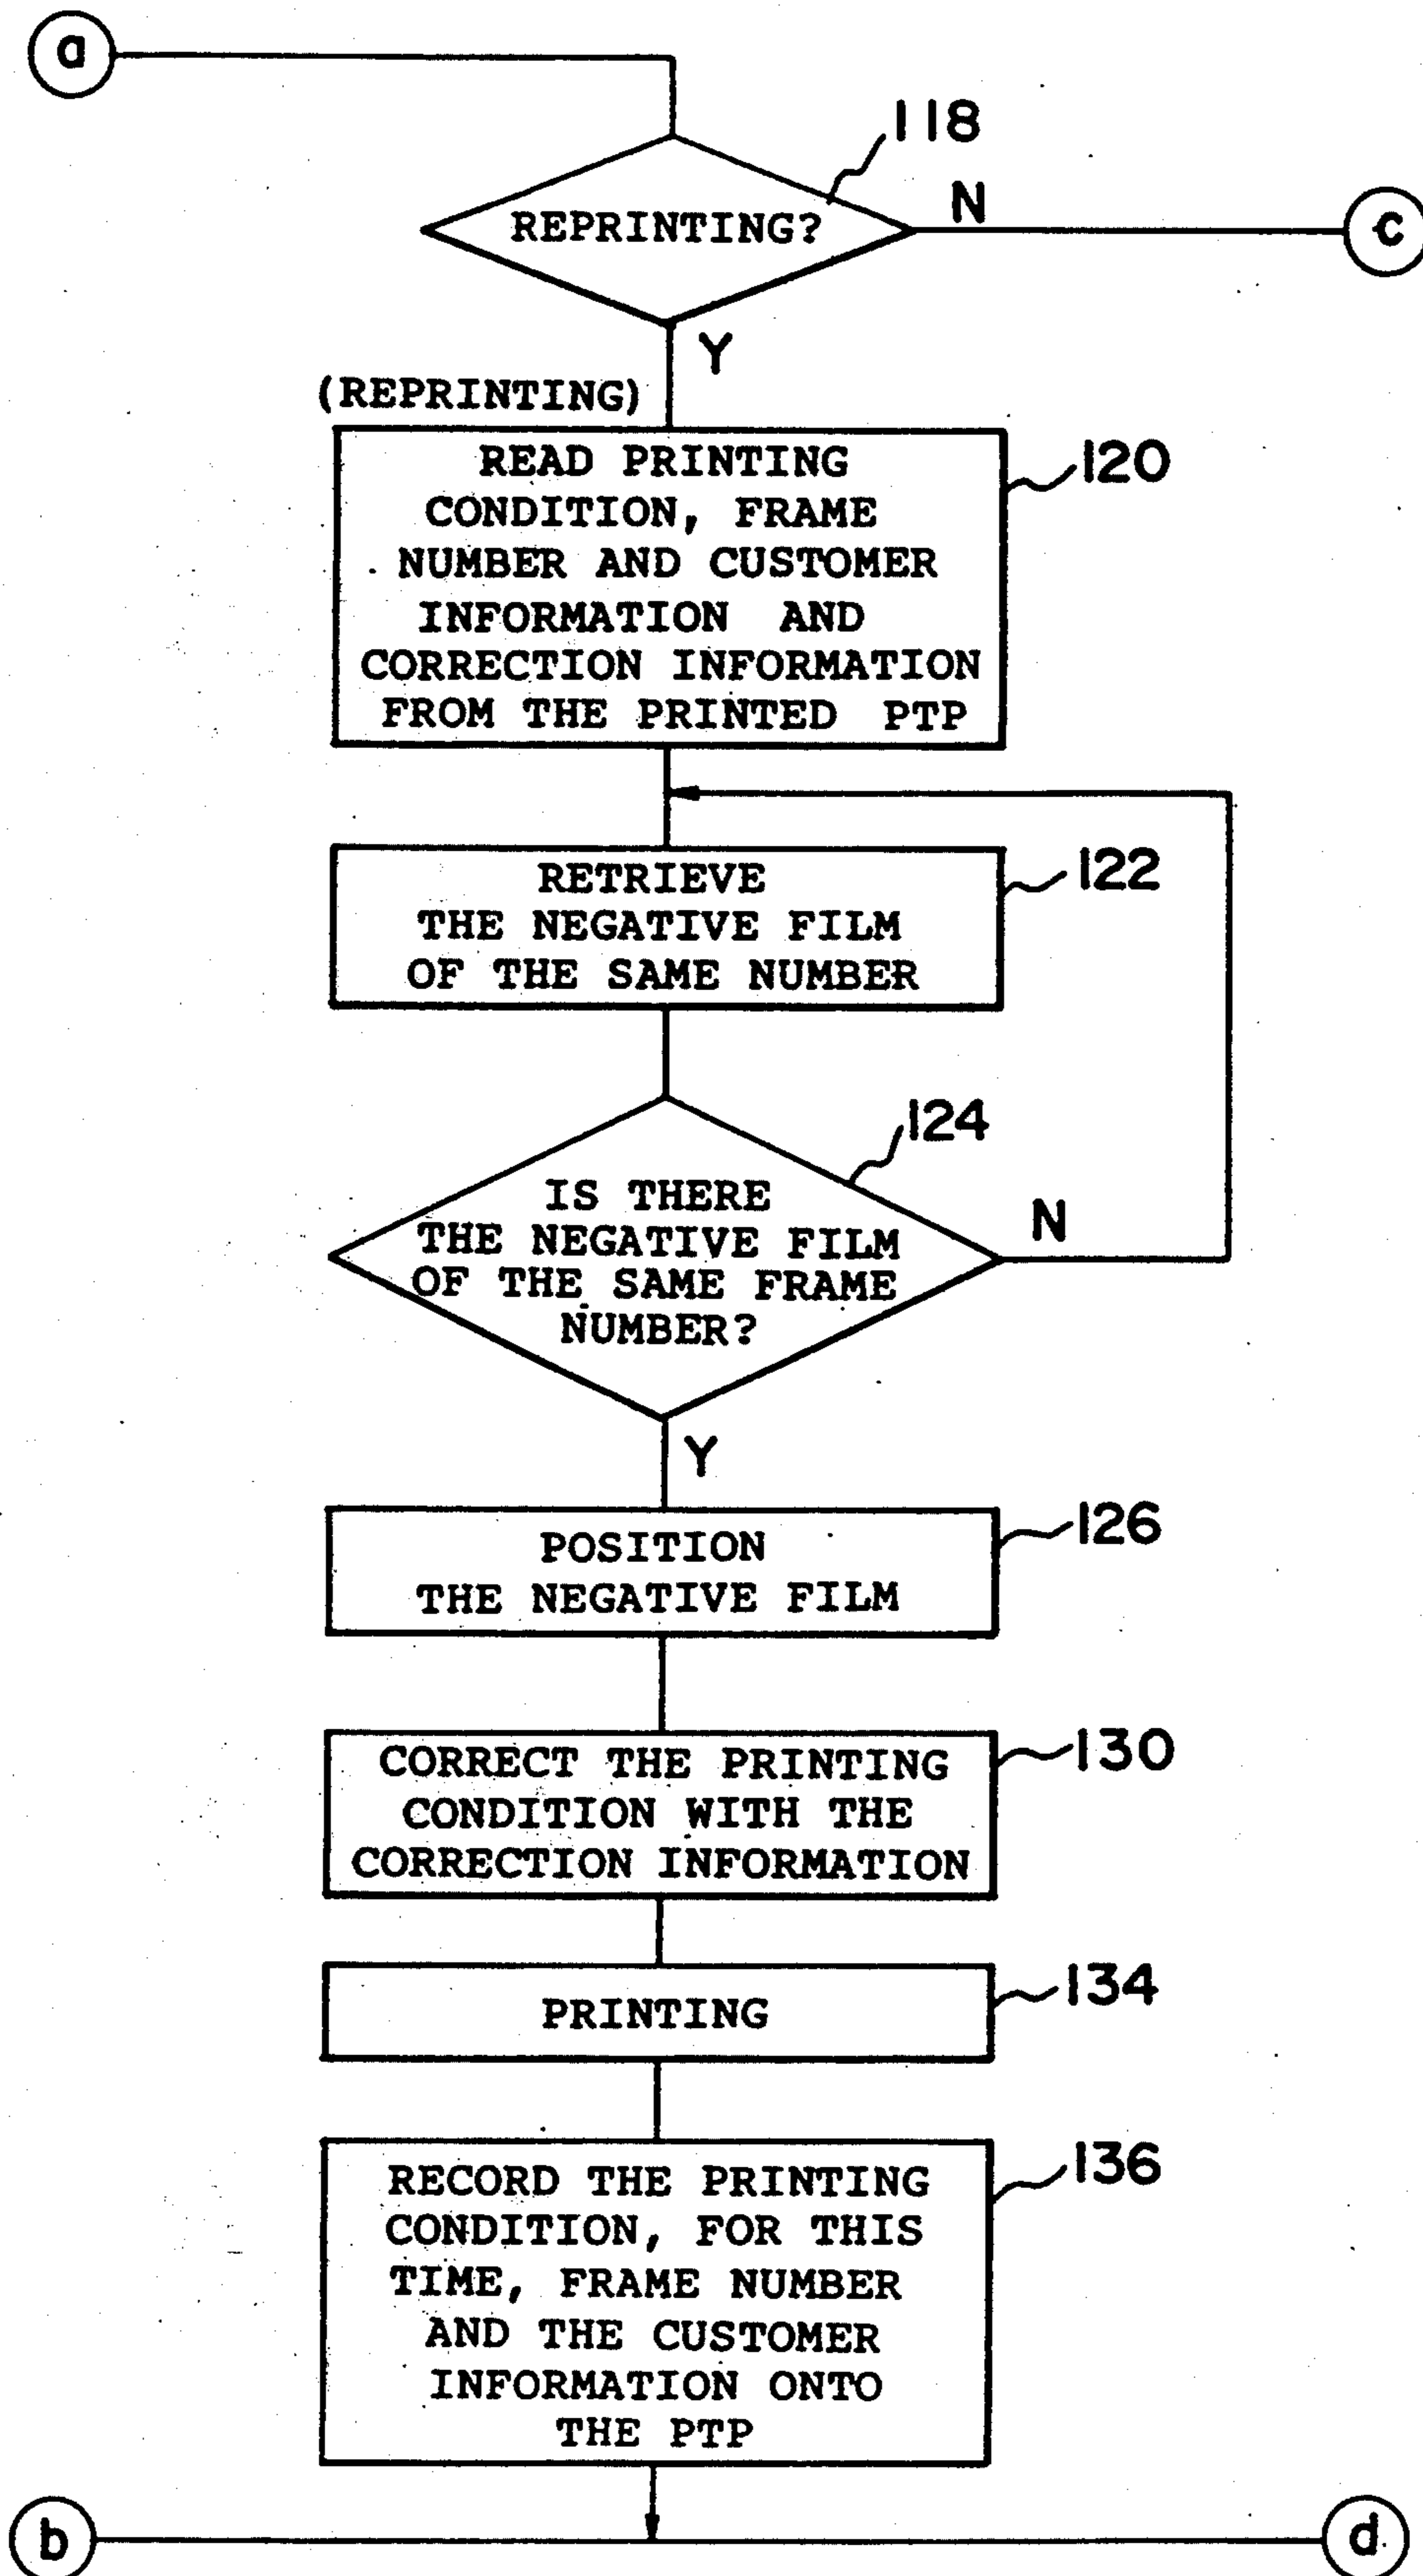 a
118
REPRINTING?
N
c
Y
(REPRINTING)
READ PRINTING
CONDITION, FRAME
NUMBER AND CUSTOMER
INFORMATION AND
CORRECTION INFORMATION
FROM THE PRINTED PTP
120
RETRIEVE
THE NEGATIVE FILM
OF THE SAME NUMBER
122
124
IS THERE
THE NEGATIVE FILM
OF THE SAME FRAME
NUMBER?
N
Y
POSITION
THE NEGATIVE FILM
126
CORRECT THE PRINTING
CONDITION WITH THE
CORRECTION INFORMATION
130
PRINTING
134
RECORD THE PRINTING
CONDITION, FOR THIS
TIME, FRAME NUMBER
AND THE CUSTOMER
INFORMATION ONTO
THE PTP
136
b
d